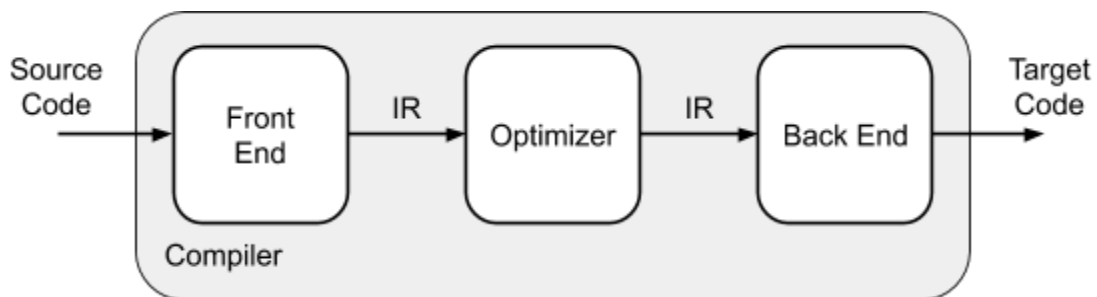 Source
Code
Front
End
IR
Optimizer
IR
Back End
Target
Code
Compiler